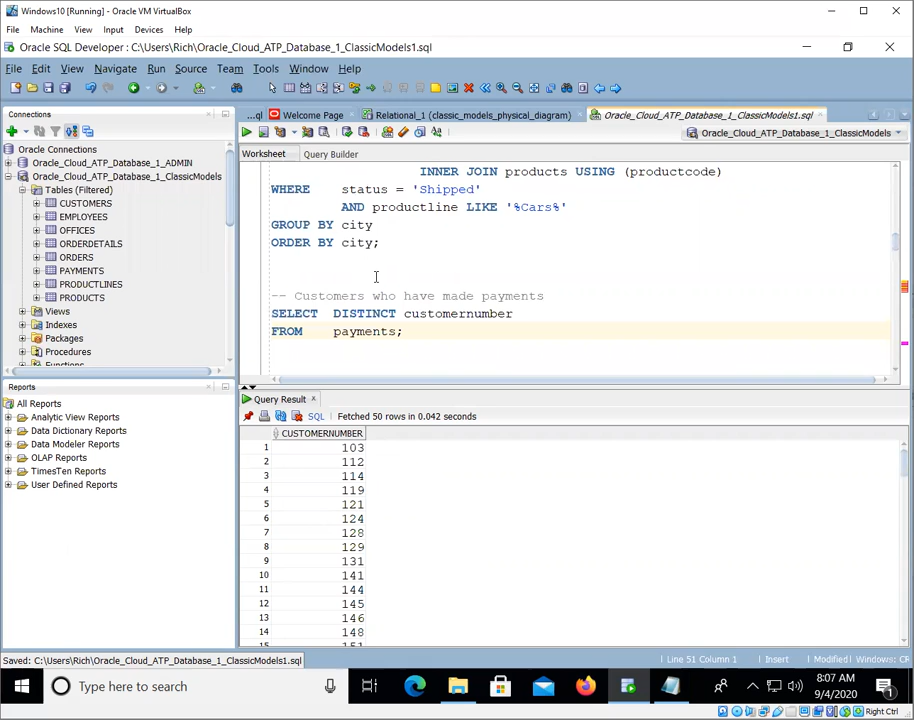 Windows10 [Running] - Oracle VM VirtualBox
File Machine View Input Devices Help
Oracle SQL Developer : C:\Users\Rich\Oracle_Cloud_ATP_Database_1_ClassicModels1.sql
File Edit View Navigate Run Source Team Tools Window Help
Connections
...ql Welcome Page Relational_1 (classic_models_physical_diagram) Oracle_Cloud_ATP_Database_1_ClassicModels1.sql
Oracle_Cloud_ATP_Database_1_ClassicModels
Worksheet Query Builder
Oracle Connections
Oracle_Cloud_ATP_Database_1_ADMIN
Oracle_Cloud_ATP_Database_1_ClassicModels
Tables (Filtered)
CUSTOMERS
EMPLOYEES
OFFICES
ORDERDETAILS
ORDERS
PAYMENTS
PRODUCTLINES
PRODUCTS
Views
Indexes
Packages
Procedures
Functions
INNER JOIN products USING (productcode)
WHERE status = 'Shipped'
AND productline LIKE '%Cars%'
GROUP BY city
ORDER BY city;
-- Customers who have made payments
SELECT DISTINCT customernumber
FROM payments;
Reports
All Reports
Analytic View Reports
Data Dictionary Reports
Data Modeler Reports
OLAP Reports
TimesTen Reports
User Defined Reports
Query Result
SQL Fetched 50 rows in 0.042 seconds
CUSTOMERNUMBER
1 103
2 112
3 114
4 119
5 121
6 124
7 128
8 129
9 131
10 141
11 144
12 145
13 146
14 148
15 151
Saved: C:\Users\Rich\Oracle_Cloud_ATP_Database_1_ClassicModels1.sql
Line 51 Column 1 Insert Modified Windows: CR
Type here to search
8:07 AM
9/4/2020
1
Right Ctrl